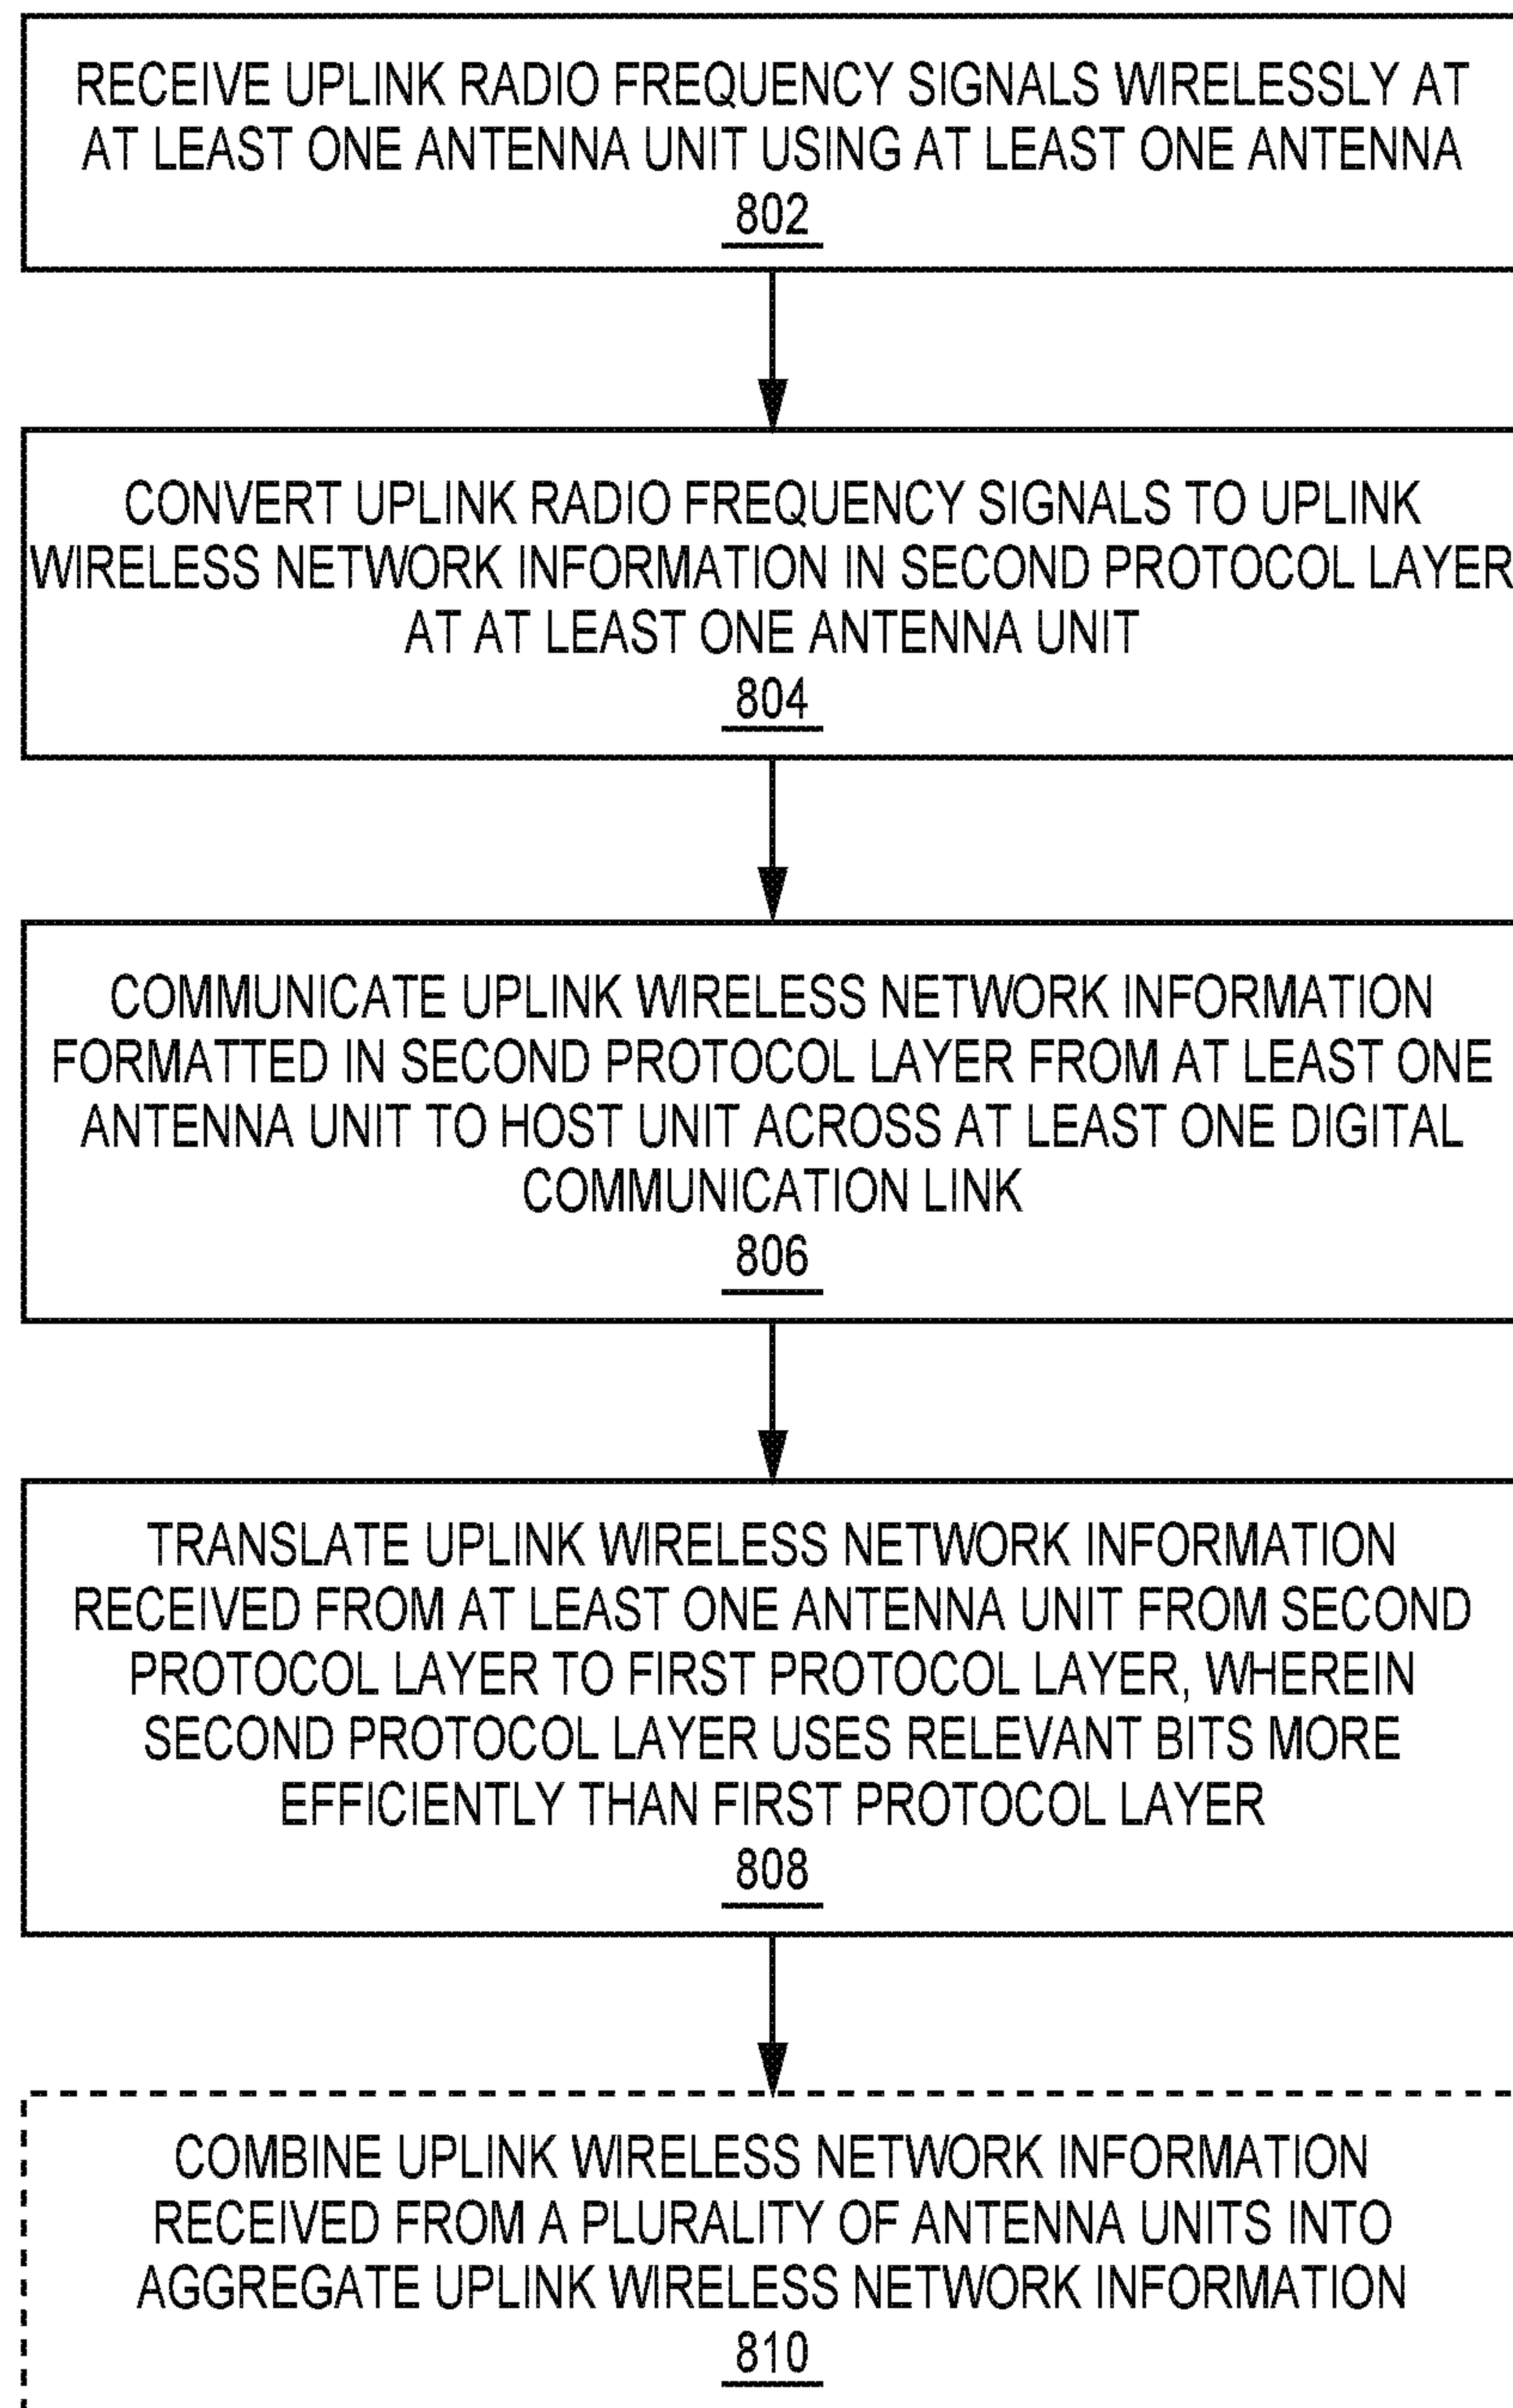 RECEIVE UPLINK RADIO FREQUENCY SIGNALS WIRELESSLY AT
AT LEAST ONE ANTENNA UNIT USING AT LEAST ONE ANTENNA
802
CONVERT UPLINK RADIO FREQUENCY SIGNALS TO UPLINK
WIRELESS NETWORK INFORMATION IN SECOND PROTOCOL LAYER
AT AT LEAST ONE ANTENNA UNIT
804
COMMUNICATE UPLINK WIRELESS NETWORK INFORMATION
FORMATTED IN SECOND PROTOCOL LAYER FROM AT LEAST ONE
ANTENNA UNIT TO HOST UNIT ACROSS AT LEAST ONE DIGITAL
COMMUNICATION LINK
806
TRANSLATE UPLINK WIRELESS NETWORK INFORMATION
RECEIVED FROM AT LEAST ONE ANTENNA UNIT FROM SECOND
PROTOCOL LAYER TO FIRST PROTOCOL LAYER, WHEREIN
SECOND PROTOCOL LAYER USES RELEVANT BITS MORE
EFFICIENTLY THAN FIRST PROTOCOL LAYER
808
COMBINE UPLINK WIRELESS NETWORK INFORMATION
RECEIVED FROM A PLURALITY OF ANTENNA UNITS INTO
AGGREGATE UPLINK WIRELESS NETWORK INFORMATION
810